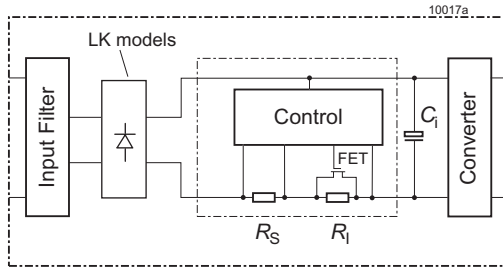 10017a
LK models
Input Filter
Control
FET
Ci
Converter
RS
RI